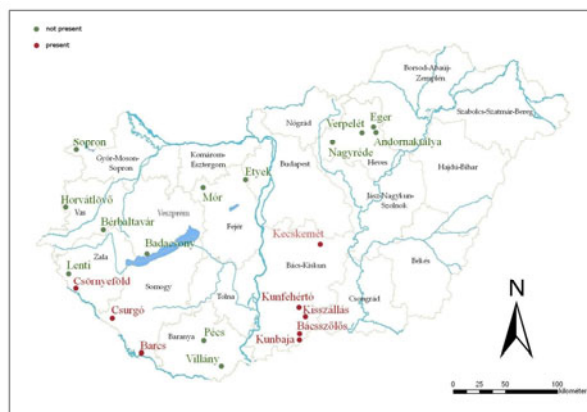 not present
present
Borsod-Abaúj-
Zemplén
Szabolcs-Szatmár-Bereg
Nógrád
Verpelét
Eger
Andornaktálya
Nagyréde
Heves
Sopron
Győr-Moson-
Sopron
Komárom-
Esztergom
Budapest
Hajdú-Bihar
Etyek
Mór
Jász-Nagykun-
Szolnok
Horvátlövő
Vas
Veszprém
Bérbaltavár
Fejér
Badacsony
Kecskemét
Zala
Lenti
Bács-Kiskun
Békés
Csörnyeföld
Somogy
Tolna
Csongrád
Kunfehértó
Csurgó
Kisszállás
Baranya
Pécs
Bácsszőlős
Kunbaja
Barcs
Villány
N
0 25 50 100
kilométer